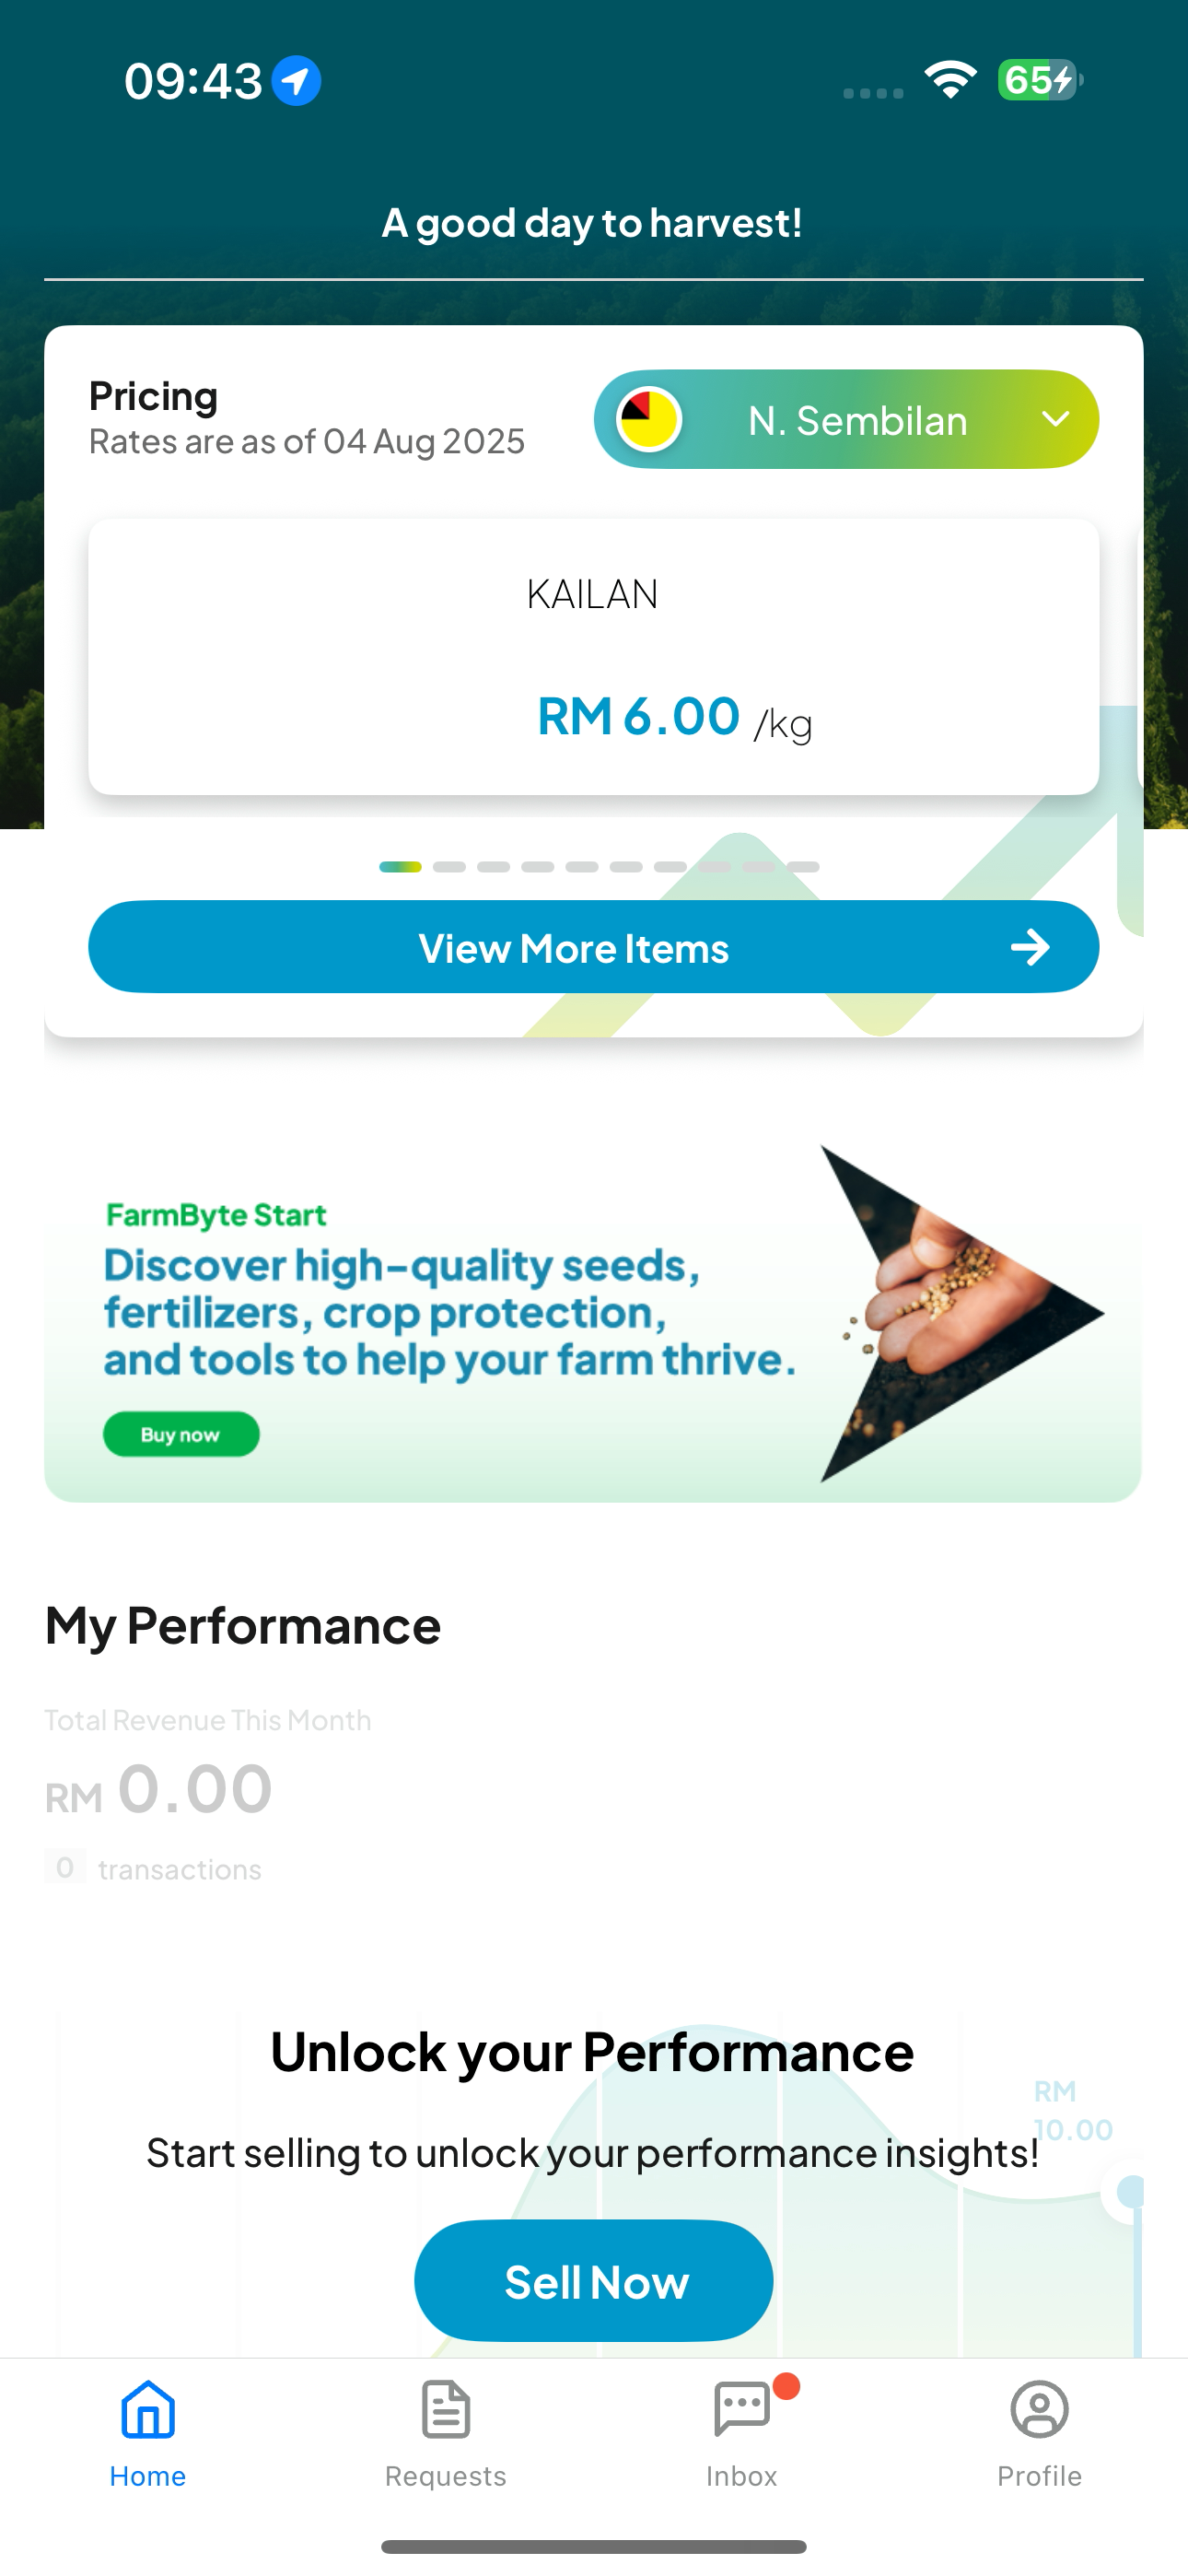 09:43
65
A good day to harvest!
Pricing
Rates are as of 04 Aug 2025
N. Sembilan
KAILAN
RM 6.00 /kg
View More Items
FarmByte Start
Discover high-quality seeds,
fertilizers, crop protection,
and tools to help your farm thrive.
Buy now
My Performance
Total Revenue This Month
RM 0.00
0 transactions
Unlock your Performance
RM
10.00
Start selling to unlock your performance insights!
Sell Now
Home
Requests
Inbox
Profile